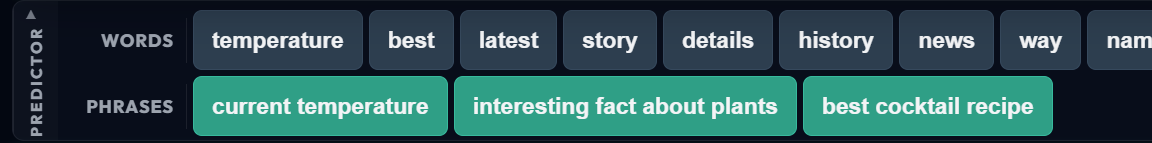 PREDICTOR
WORDS temperature best latest story details history news way nam
PHRASES current temperature interesting fact about plants best cocktail recipe